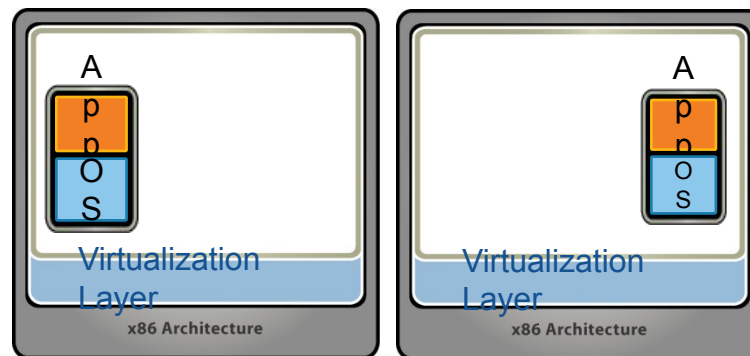 A
p
p
O
S
Virtualization
Layer
x86 Architecture
A
p
p
O
S
Virtualization
Layer
x86 Architecture